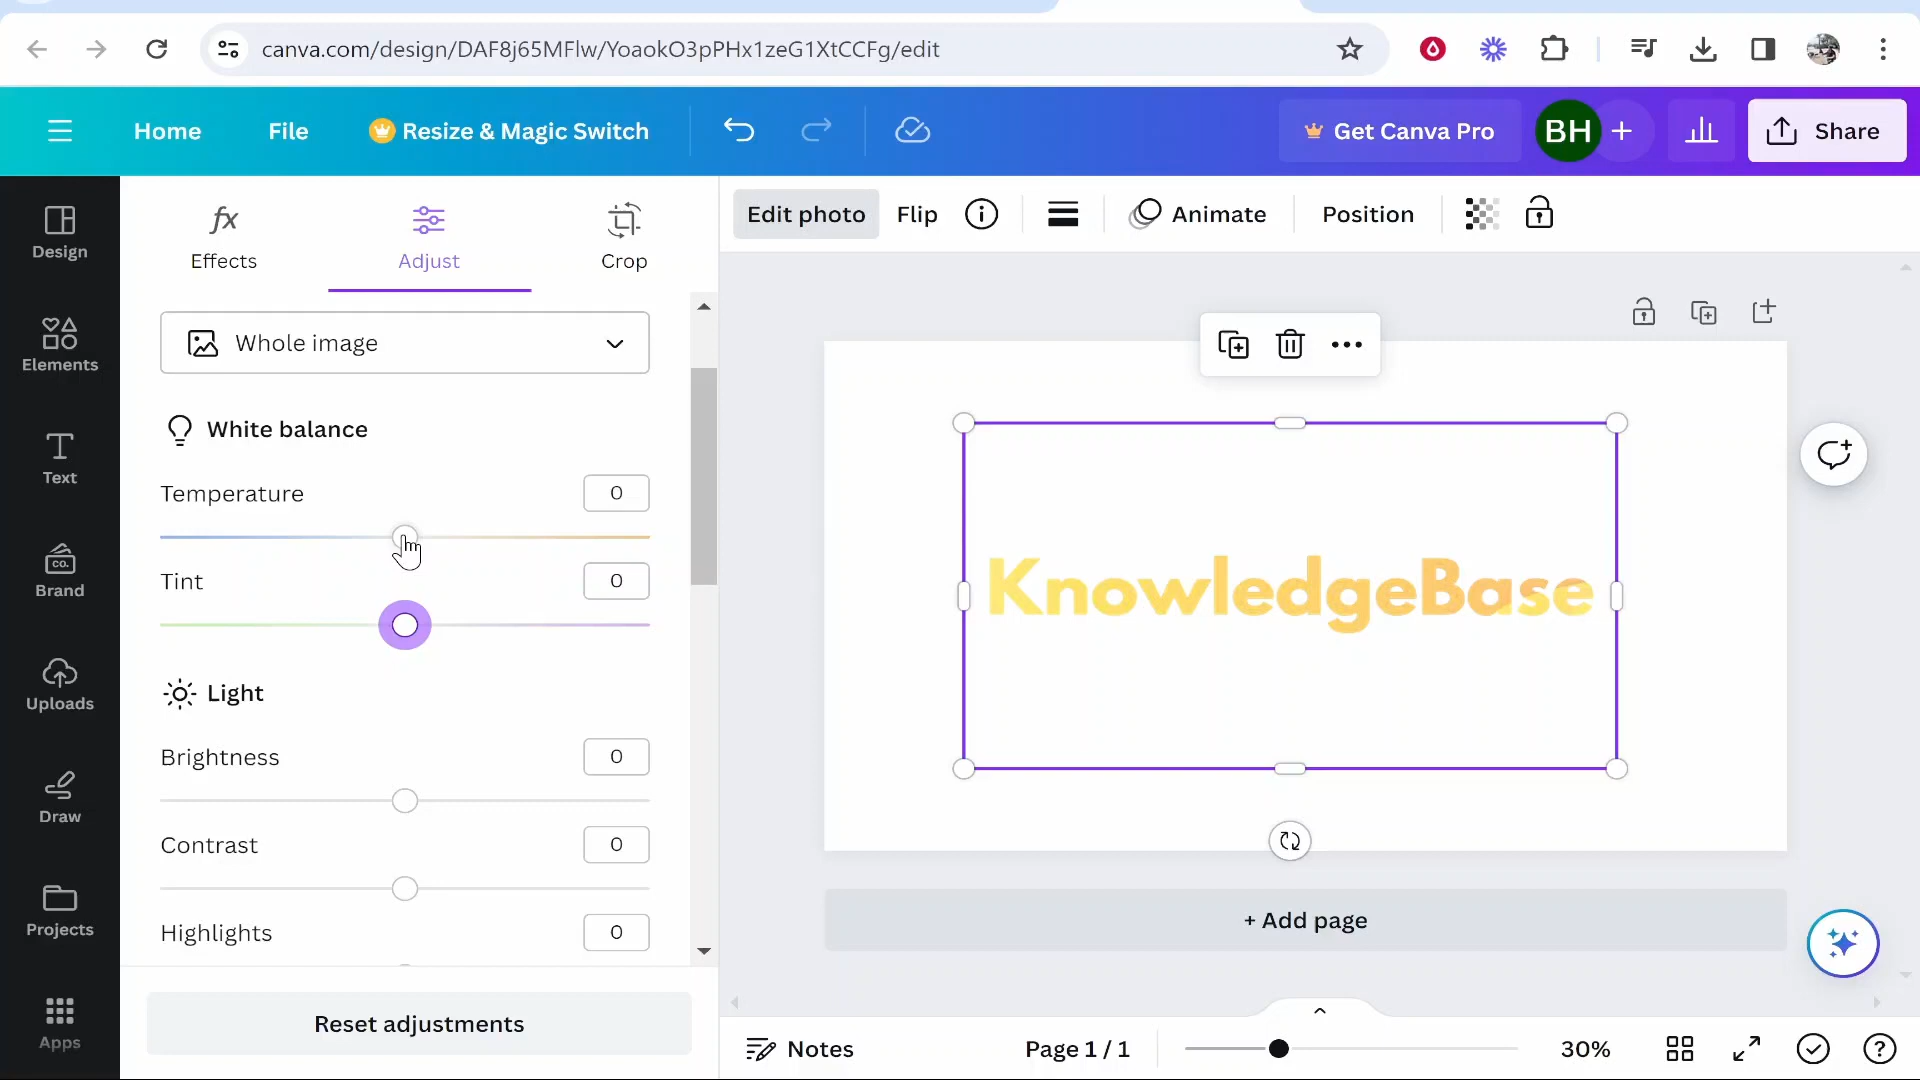 canva.com/design/DAF8j65MFlw/YoaokO3pPHx1zeG1XtCCFg/edit
Home
File
Resize & Magic Switch
Get Canva Pro
BH
Share
Design
Elements
Text
CO.
Brand
Uploads
Draw
Projects
Apps
fx
Effects
Adjust
Crop
Whole image
White balance
Temperature
0
Tint
0
Light
Brightness
0
Contrast
0
Highlights
0
Reset adjustments
Edit photo
Flip
Animate
Position
KnowledgeBase
+ Add page
Notes
Page 1 / 1
30%